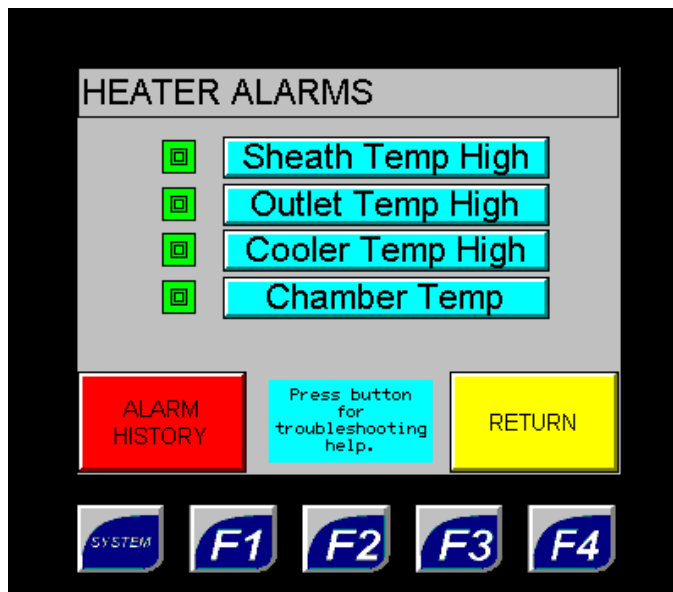 HEATER ALARMS
Sheath Temp High
Outlet Temp High
Cooler Temp High
Chamber Temp
ALARM
HISTORY
Press button
for
troubleshooting
help.
RETURN
SYSTEM
F1
F2
F3
F4